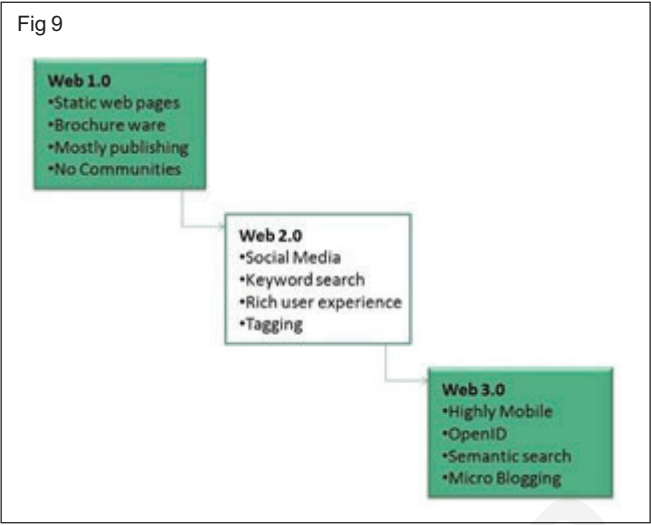 Fig 9
Web 1.0
•Static web pages
•Brochure ware
•Mostly publishing
•No Communities
Web 2.0
•Social Media
•Keyword search
•Rich user experience
•Tagging
Web 3.0
•Highly Mobile
•OpenID
•Semantic search
•Micro Blogging